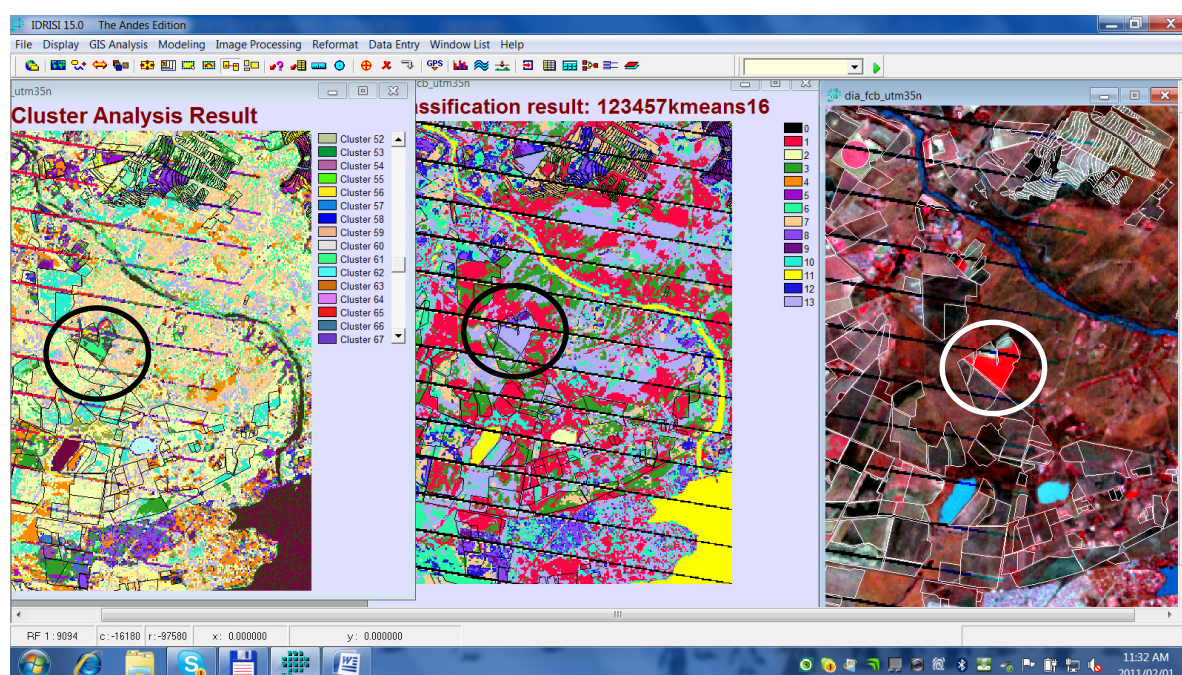 IDRISI 15.0 The Andes Edition
File Display GIS Analysis Modeling Image Processing Reformat Data Entry Window List Help
GPS
_utm35n
Cluster Analysis Result
Cluster 52
Cluster 53
Cluster 54
Cluster 55
Cluster 56
Cluster 57
Cluster 58
Cluster 59
Cluster 60
Cluster 61
Cluster 62
Cluster 63
Cluster 64
Cluster 65
Cluster 66
Cluster 67
cb_utm35n
ssification result: 123457kmeans16
0
1
2
3
4
5
6
7
8
9
10
11
12
13
dia_fcb_utm35n
RF 1 : 9094 c:-16180 r:-97580 x: 0.000000 y: 0.000000
11:32 AM
2011/02/01